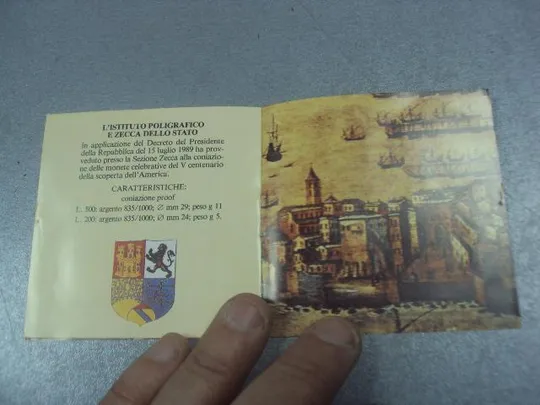 L'ISTITUTO POLIGRAFICO
E ZECCA DELLO STATO
In applicazione del Decreto del Presidente
della Repubblica del 15 luglio 1989 ha prov-
veduto presso la Sezione Zecca alla coniazio-
ne delle monete celebrative del V centenario
della scoperta dell'America.
CARATTERISTICHE:
coniazione proof
L. 500: argento 835/1000; ∅ mm 29; peso g 11
L. 200: argento 835/1000; ∅ mm 24; peso g 5.